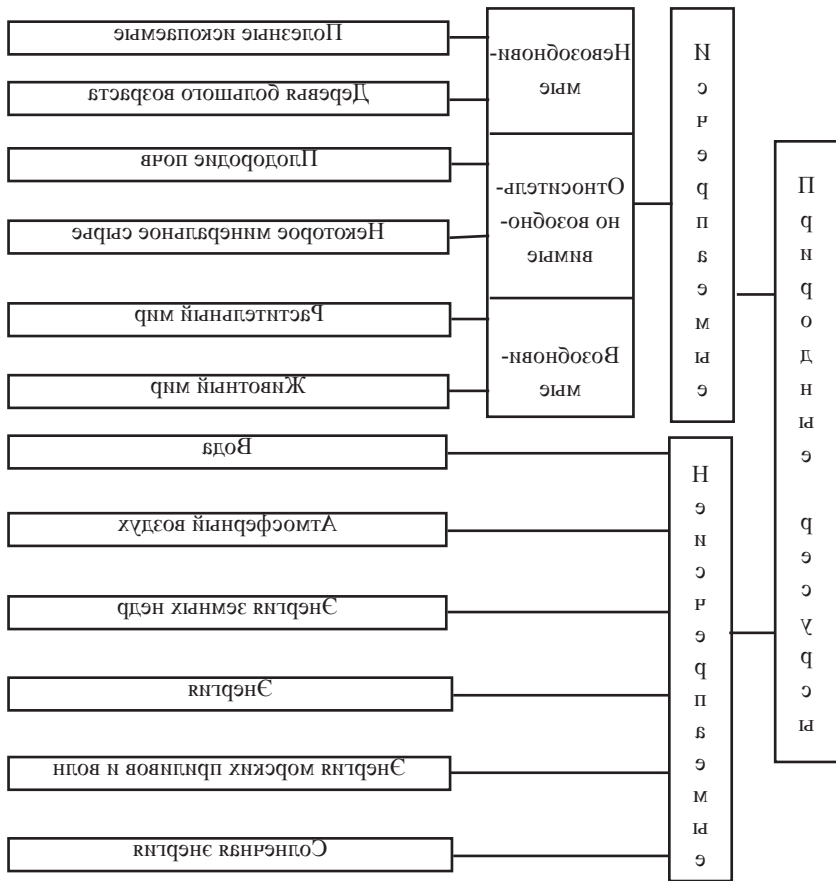 Природные ресурсы
Исчерпаемые
Невозобнови-
мые
Полезные ископаемые
Деревья большого возраста
Относитель-
но возобно-
вимые
Плодородие почв
Некоторое минеральное сырье
Возобнови-
мые
Растительный мир
Животный мир
Неисчерпаемые
Вода
Атмосферный воздух
Энергия земных недр
Энергия
Энергия морских приливов и волн
Солнечная энергия